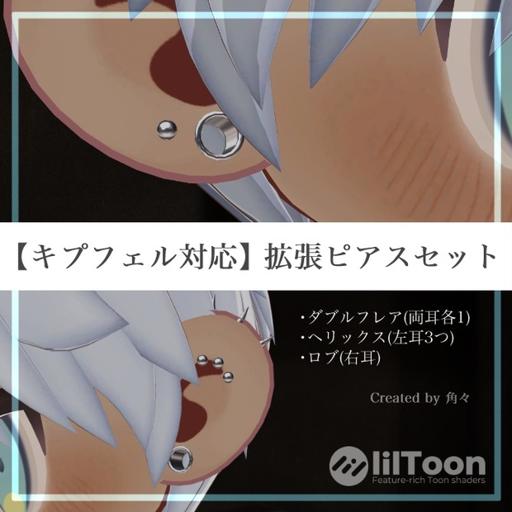 【キプフェル対応】拡張ピアスセット
・ダブルフレア(両耳各1)
・ヘリックス(左耳3つ)
・ロブ(右耳)
Created by 角々
lilToon
Feature-rich Toon shaders